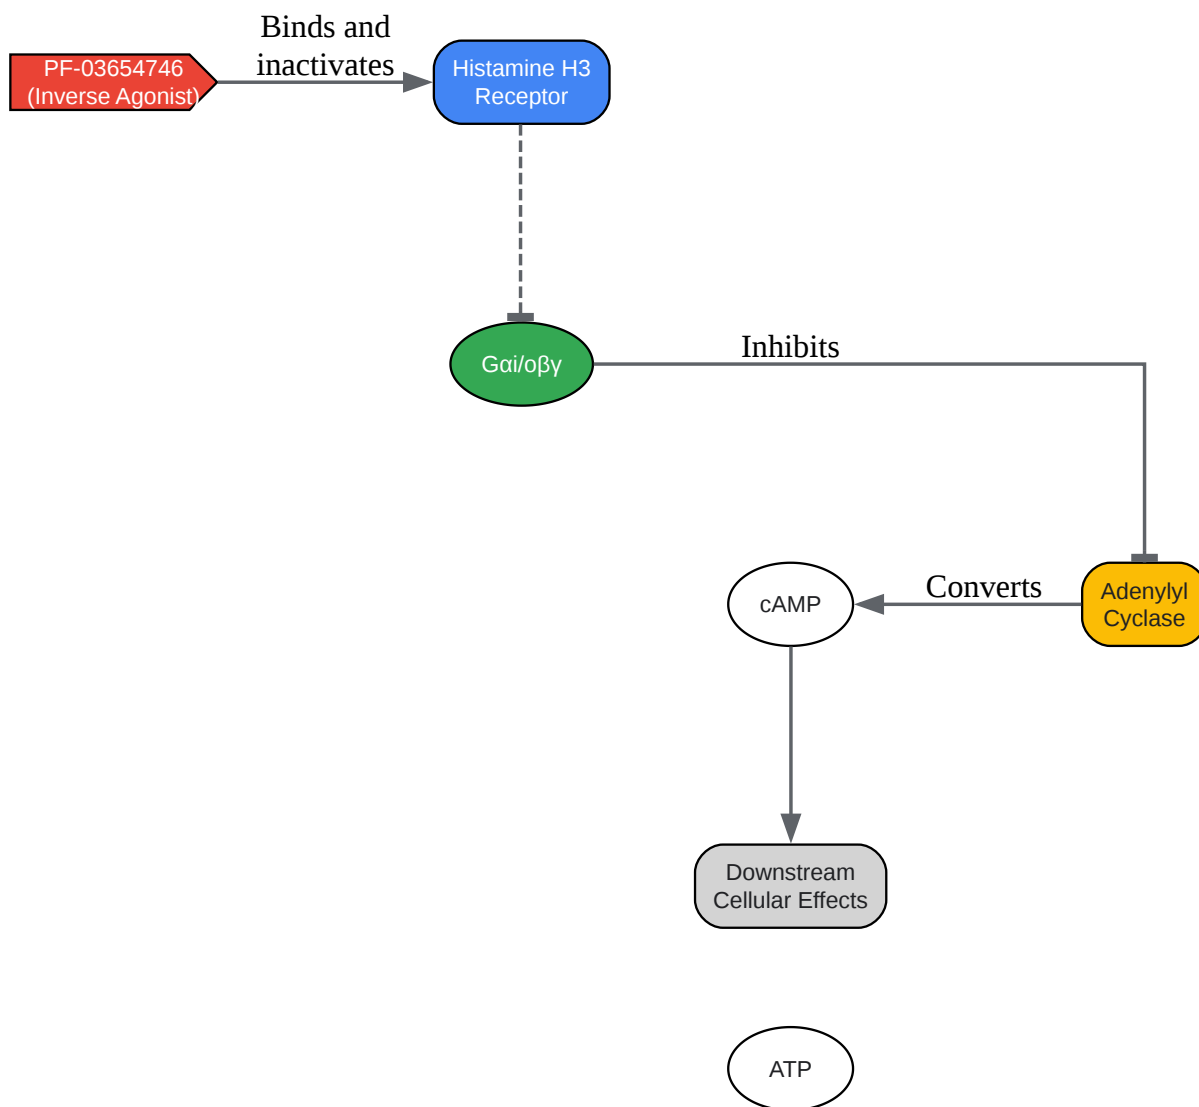 Binds and
inactivates
PF-03654746
(Inverse Agonist)
Histamine H3
Receptor
Gαi/oβγ
Inhibits
cAMP
Converts
Adenylyl
Cyclase
Downstream
Cellular Effects
ATP